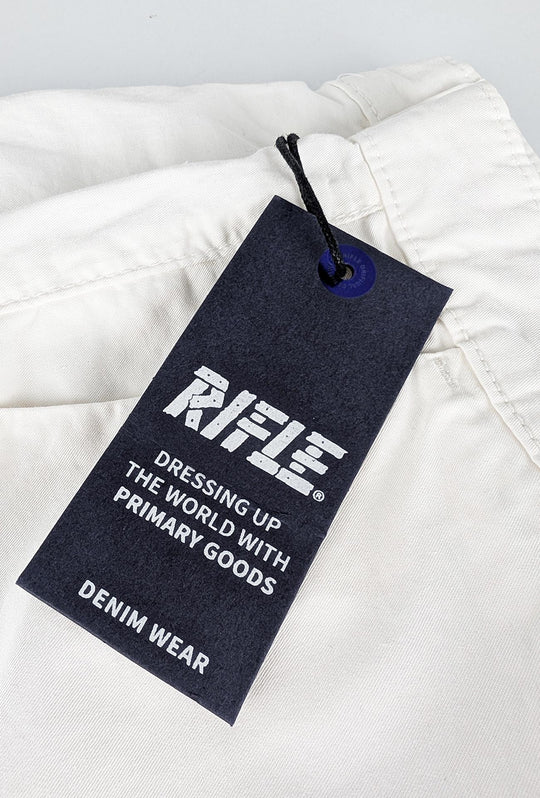 RIFLE®
DRESSING UP
THE WORLD WITH
PRIMARY GOODS
DENIM WEAR